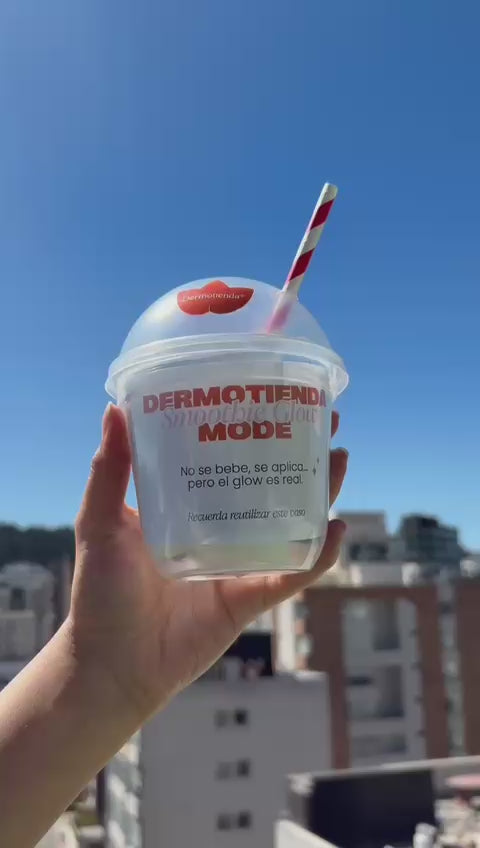 Dermotienda
DERMOTIENDA
Smoothie Glow
MODE
No se bebe, se aplica...
pero el glow es real.
Recuerda reutilizar este vaso